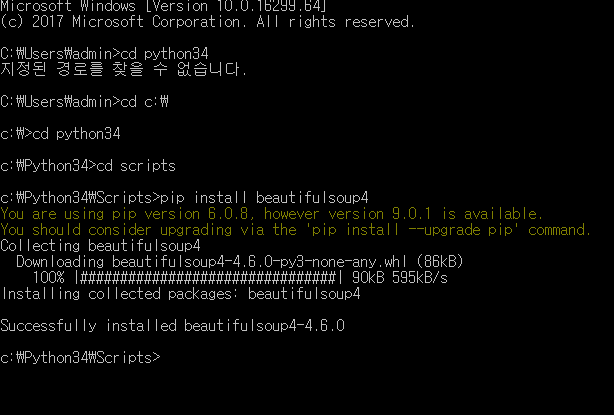 Microsoft Windows [Version 10.0.16299.64]
(c) 2017 Microsoft Corporation. All rights reserved.
C:₩Users₩admin>cd python34
지정된 경로를 찾을 수 없습니다.
C:₩Users₩admin>cd c:₩
c:₩>cd python34
c:₩Python34>cd scripts
c:₩Python34₩Scripts>pip install beautifulsoup4
You are using pip version 6.0.8, however version 9.0.1 is available.
You should consider upgrading via the 'pip install --upgrade pip' command.
Collecting beautifulsoup4
Downloading beautifulsoup4-4.6.0-py3-none-any.whl (86kB)
100% |################################| 90kB 595kB/s
Installing collected packages: beautifulsoup4
Successfully installed beautifulsoup4-4.6.0
c:₩Python34₩Scripts>